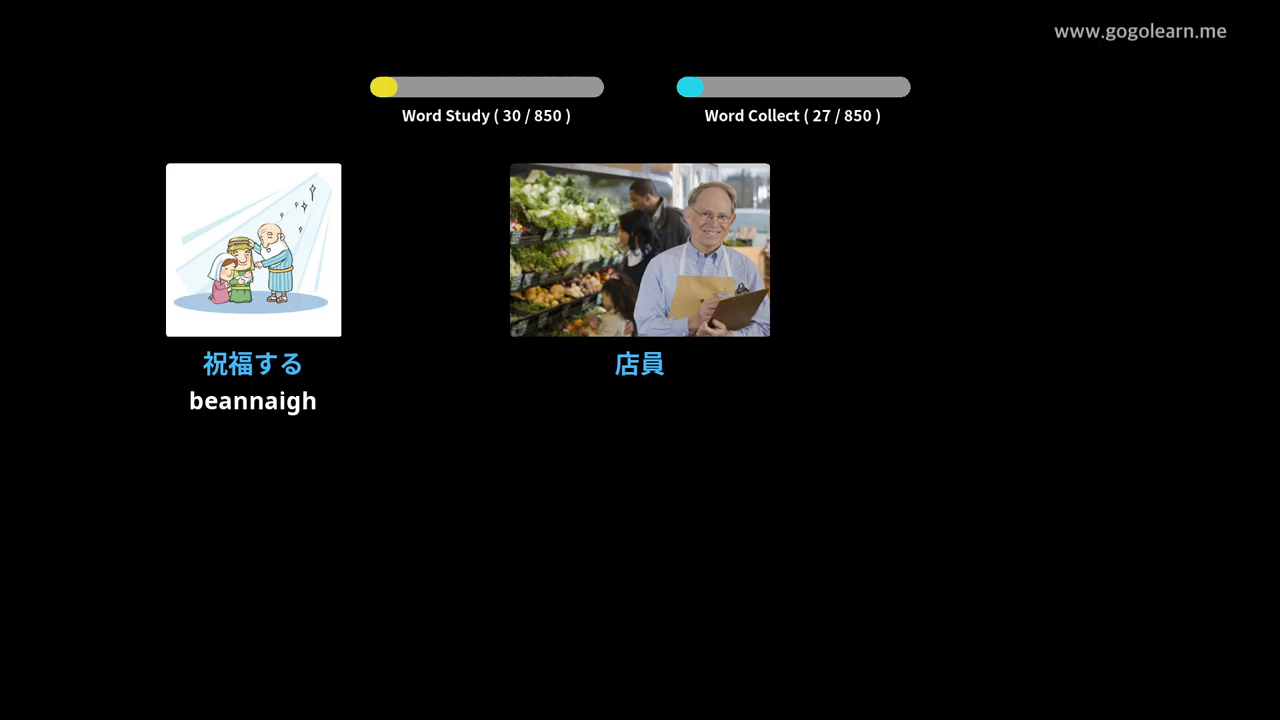 www.gogolearn.me
Word Study ( 30 / 850 )
Word Collect ( 27 / 850 )
祝福する
beannaigh
店員